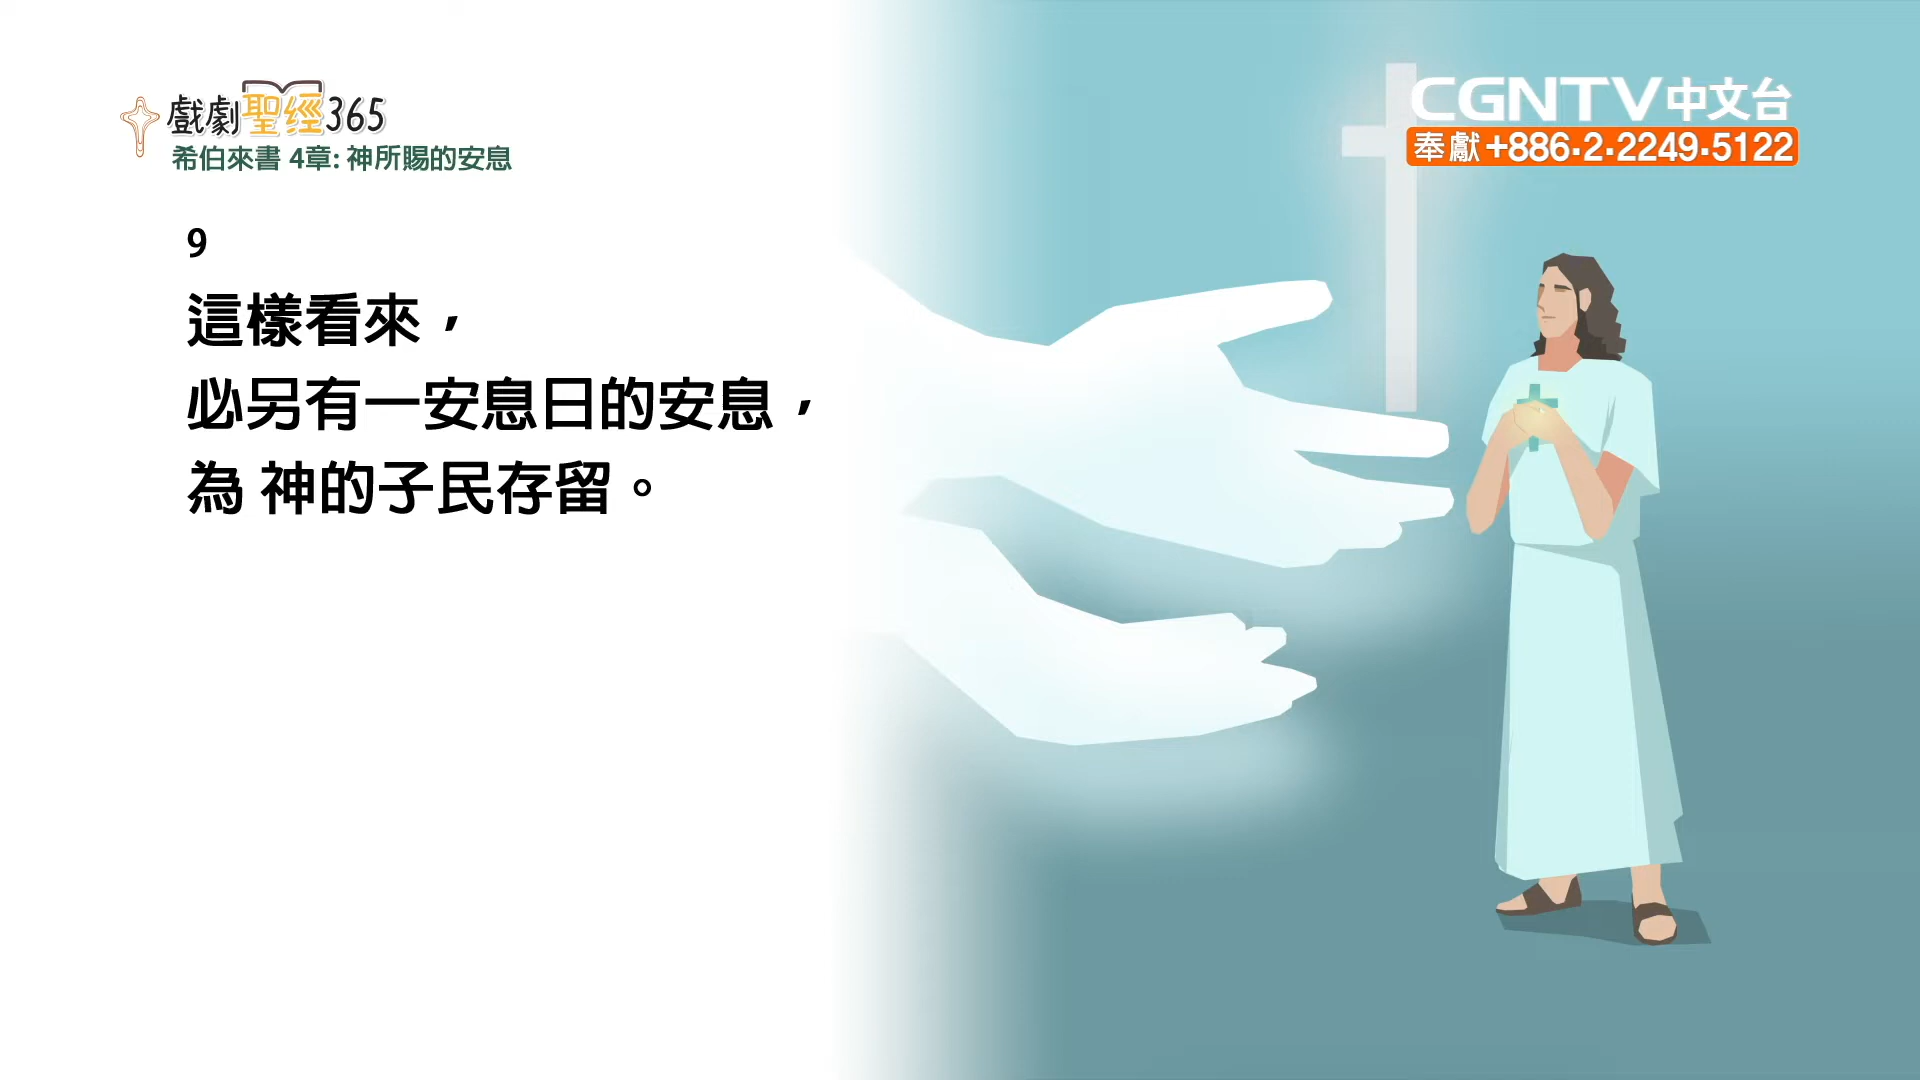 戲劇聖經365
希伯來書 4章: 神所賜的安息
CGNTV中文台
奉獻 +886·2·2249·5122
9
這樣看來，
必另有一安息日的安息，
為 神的子民存留。